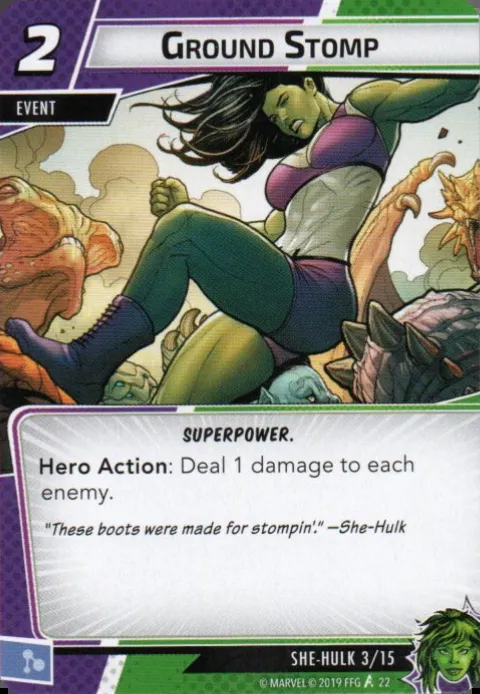 2
GROUND STOMP
EVENT
SUPERPOWER.
Hero Action: Deal 1 damage to each
enemy.
"These boots were made for stompin'." —She-Hulk
SHE-HULK 3/15
© MARVEL © 2019 FFG 22